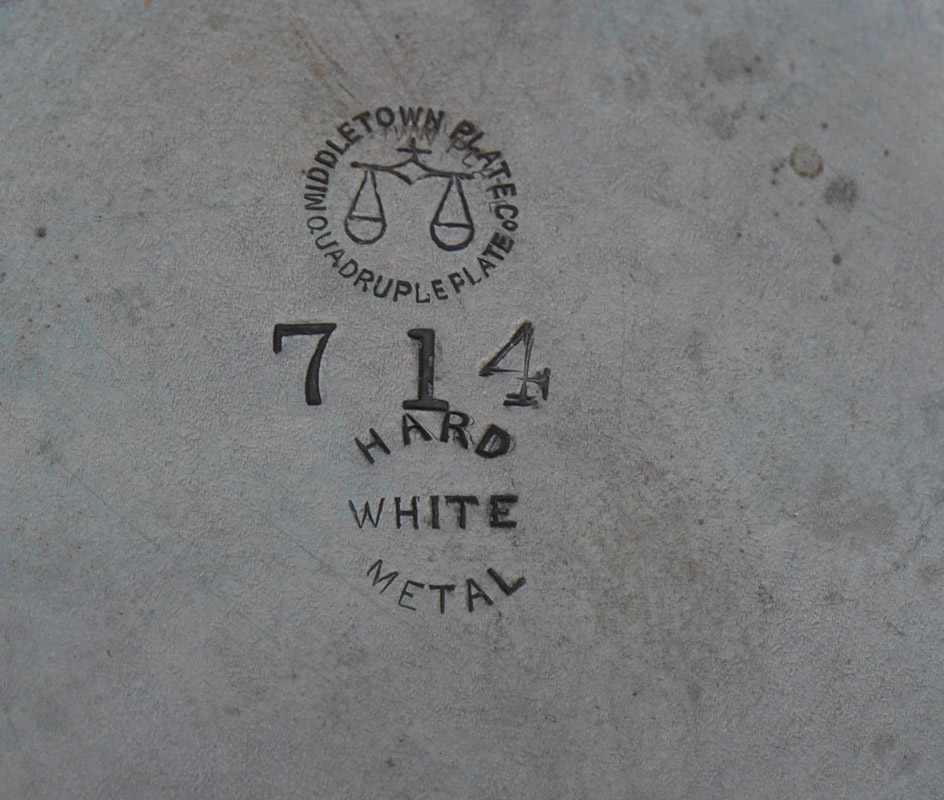 MIDDLETOWN PLATE Co
QUADRUPLE PLATE
714
HARD
WHITE
METAL